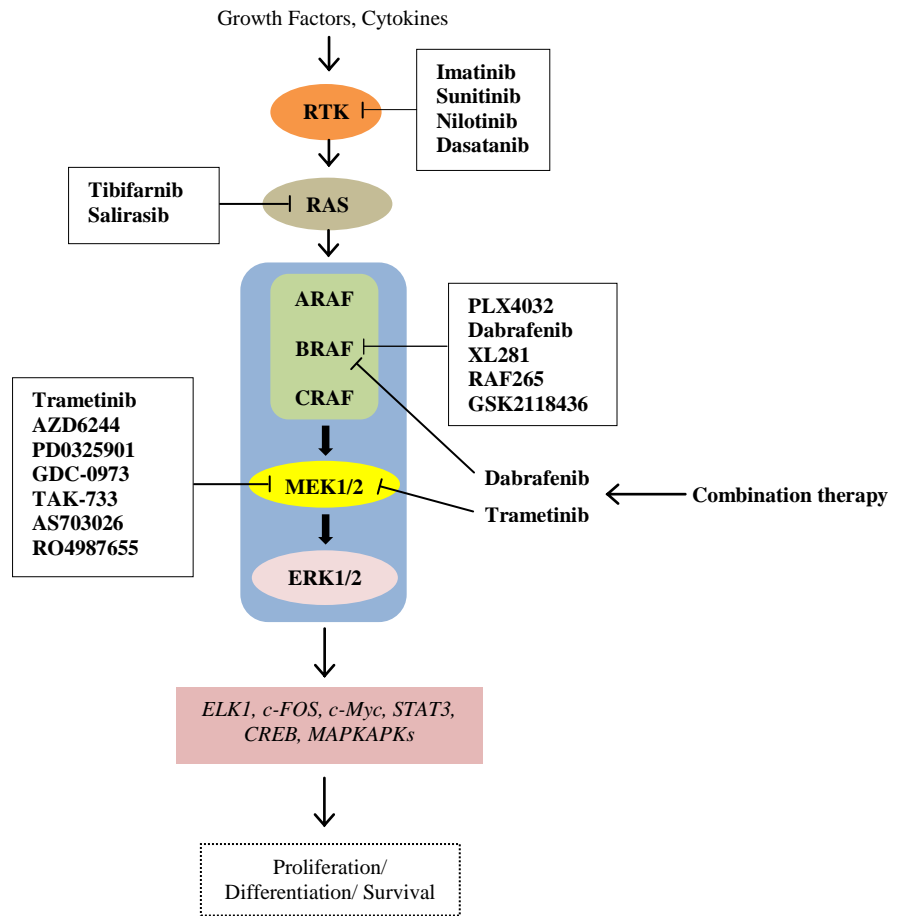 Growth Factors, Cytokines
Imatinib
Sunitinib
Nilotinib
Dasatanib
RTK
Tibifarnib
Salirasib
RAS
ARAF
BRAF
CRAF
PLX4032
Dabrafenib
XL281
RAF265
GSK2118436
Trametinib
AZD6244
PD0325901
GDC-0973
TAK-733
AS703026
RO4987655
MEK1/2
Dabrafenib
Trametinib
Combination therapy
ERK1/2
ELK1, c-FOS, c-Myc, STAT3,
CREB, MAPKAPKs
Proliferation/
Differentiation/ Survival